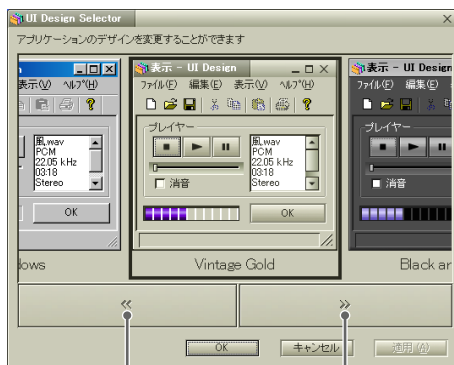 UI Design Selector
アプリケーションのデザインを変更することができます
表示(V) ヘルプ(H)
風.wav
PCM
22.05 kHz
03:18
Stereo
OK
表示 - UI Design
ファイル(F) 編集(E) 表示(V) ヘルプ(H)
プレイヤー
風.wav
PCM
22.05 kHz
03:18
Stereo
消音
OK
表示 - UI Design
ファイル(F) 編集(E)
プレイヤー
消音
dows
Vintage Gold
Black ar
<<
>>
OK
キャンセル
適用(A)